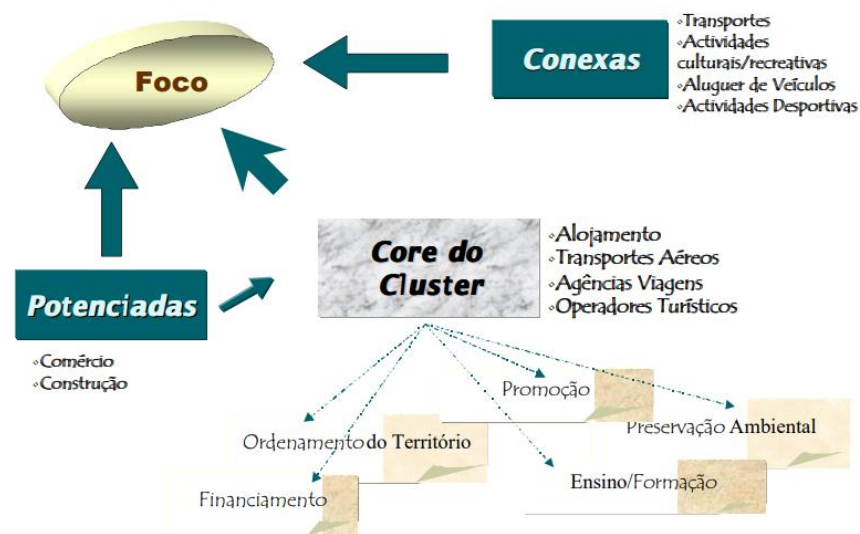 Foco
Conexas
◦Transportes
◦Actividades
culturais/recreativas
◦Aluguer de Veículos
◦Actividades Desportivas
Core do
Cluster
◦Alojamento
◦Transportes Aéreos
◦Agências Viagens
◦Operadores Turísticos
Potenciadas
◦Comércio
◦Construção
Promoção
Preservação Ambiental
Ordenamento do Território
Ensino/Formação
Financiamento